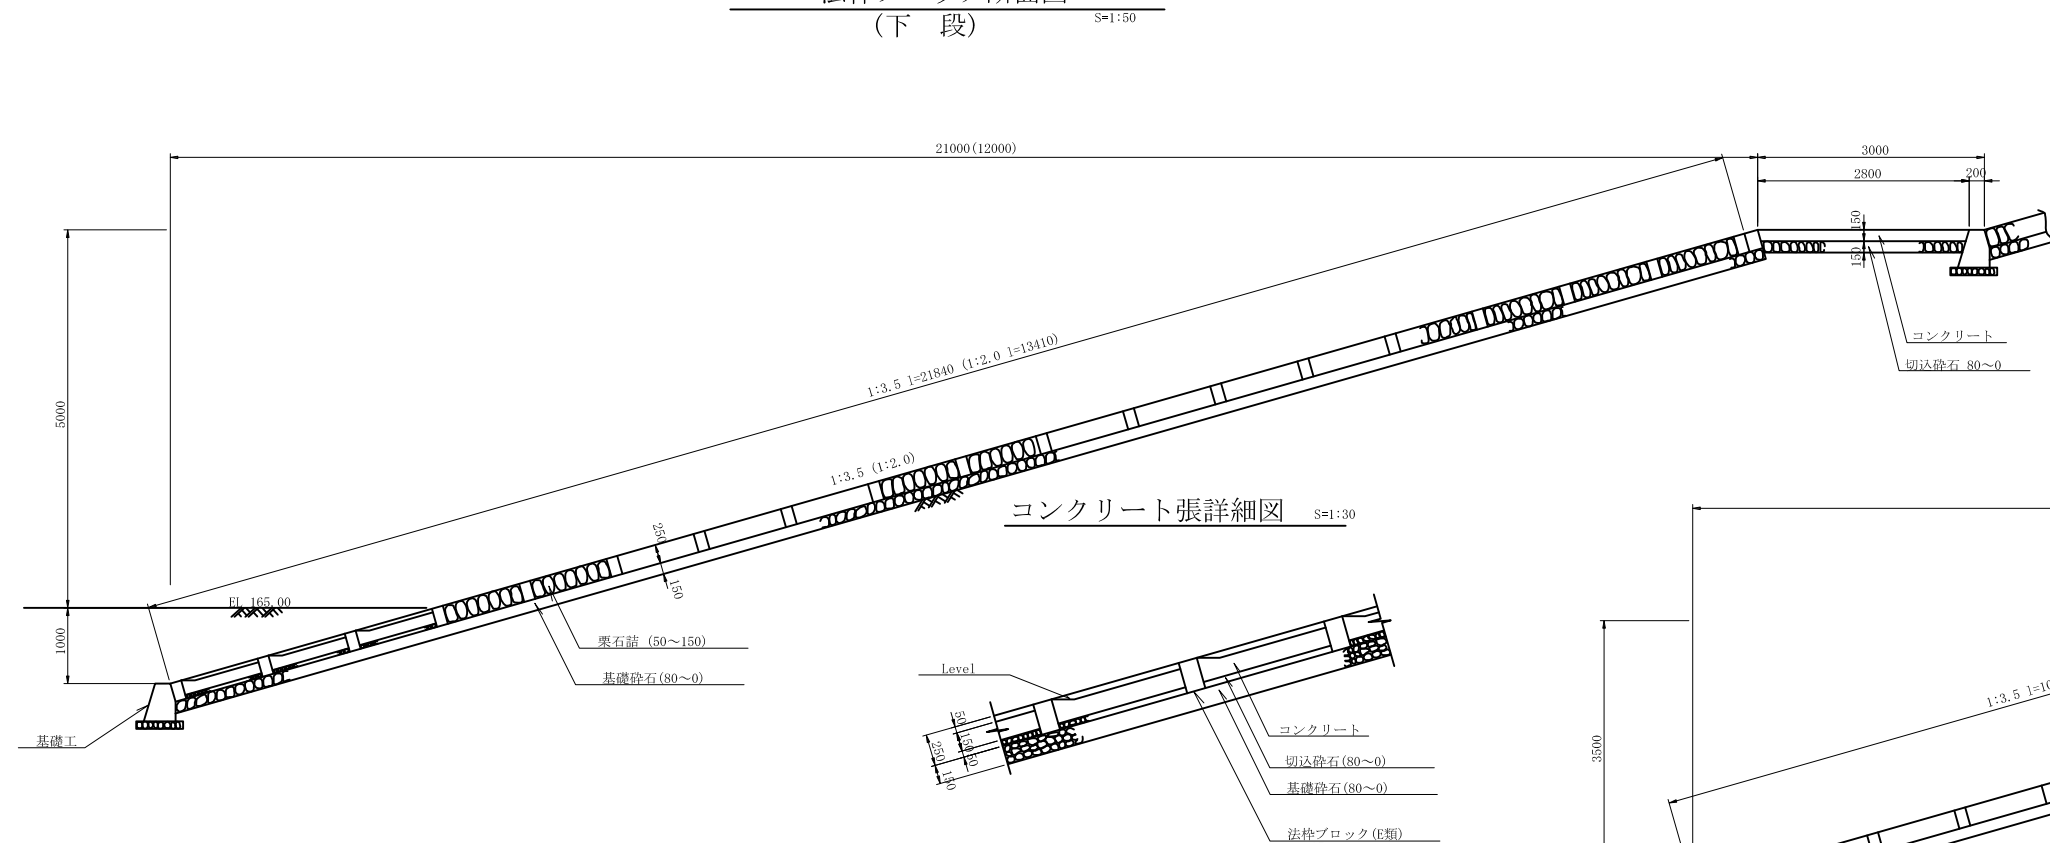 (下 段)
S=1:50
21000(12000)
3000
2800
200
150
150
コンクリート
切込砕石 80～0
1:3.5 l=21840 (1:2.0 l=13410)
5000
1:3.5 (1:2.0)
250
150
EL 165.00
1000
栗石詰 (50～150)
基礎砕石(80～0)
基礎工
コンクリート張詳細図 S=1:30
Level
50
150
50
250
150
コンクリート
切込砕石(80～0)
基礎砕石(80～0)
法枠ブロック(E類)
3500
1:3.5 l=10